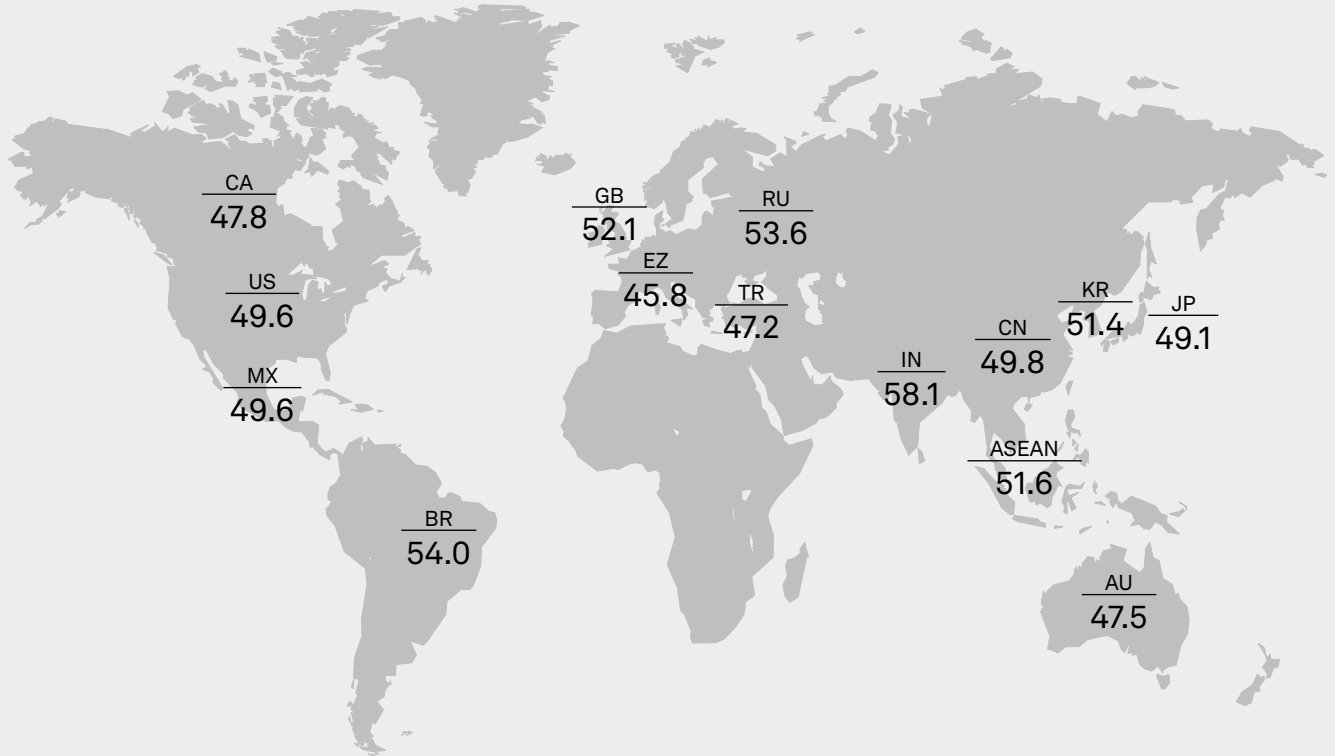 CA
47.8
GB
52.1
RU
53.6
EZ
45.8
US
49.6
TR
47.2
KR
51.4
JP
49.1
CN
49.8
IN
58.1
MX
49.6
ASEAN
51.6
BR
54.0
AU
47.5